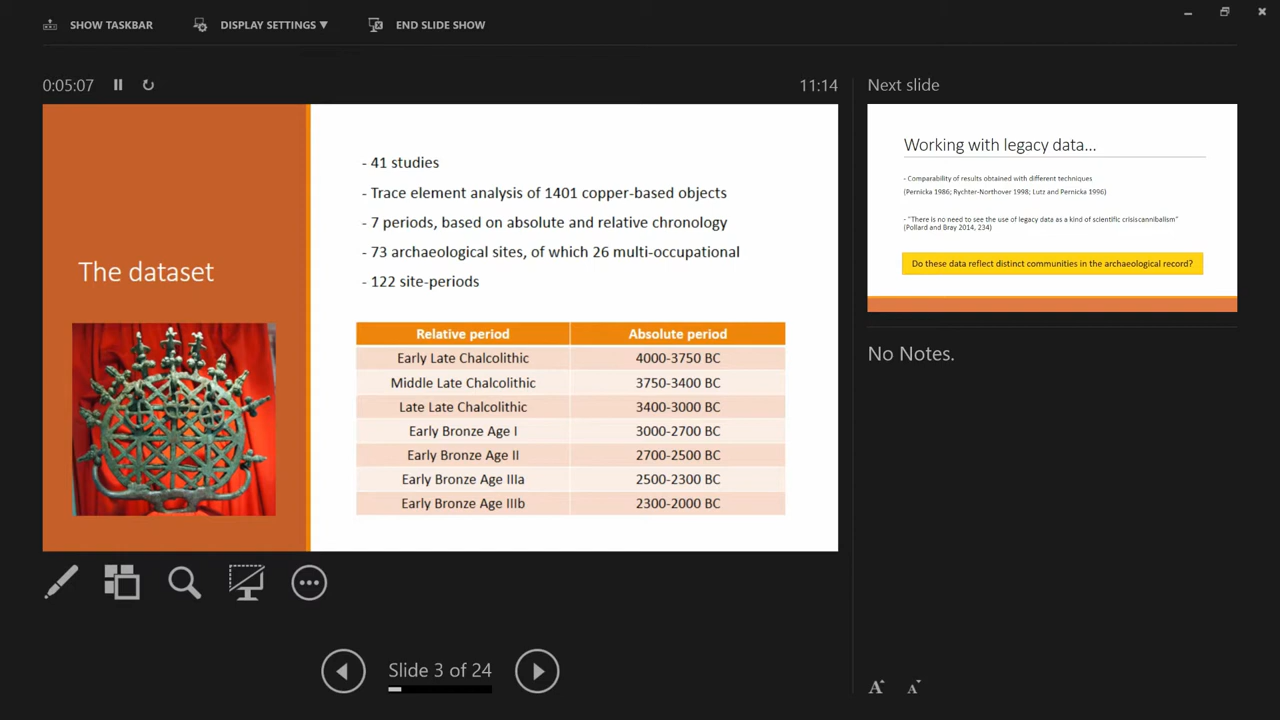 SHOW TASKBAR
DISPLAY SETTINGS ▼
END SLIDE SHOW
0:05:07
11:14
Next slide
The dataset
- 41 studies
- Trace element analysis of 1401 copper-based objects
- 7 periods, based on absolute and relative chronology
- 73 archaeological sites, of which 26 multi-occupational
- 122 site-periods
Relative period Absolute period
Early Late Chalcolithic 4000-3750 BC
Middle Late Chalcolithic 3750-3400 BC
Late Late Chalcolithic 3400-3000 BC
Early Bronze Age I 3000-2700 BC
Early Bronze Age II 2700-2500 BC
Early Bronze Age IIIa 2500-2300 BC
Early Bronze Age IIIb 2300-2000 BC
Working with legacy data...
- Comparability of results obtained with different techniques
(Pernicka 1986; Rychter-Northover 1998; Lutz and Pernicka 1996)
- "There is no need to see the use of legacy data as a kind of scientific crisiscannibalism"
(Pollard and Bray 2014, 234)
Do these data reflect distinct communities in the archaeological record?
No Notes.
Slide 3 of 24
A A